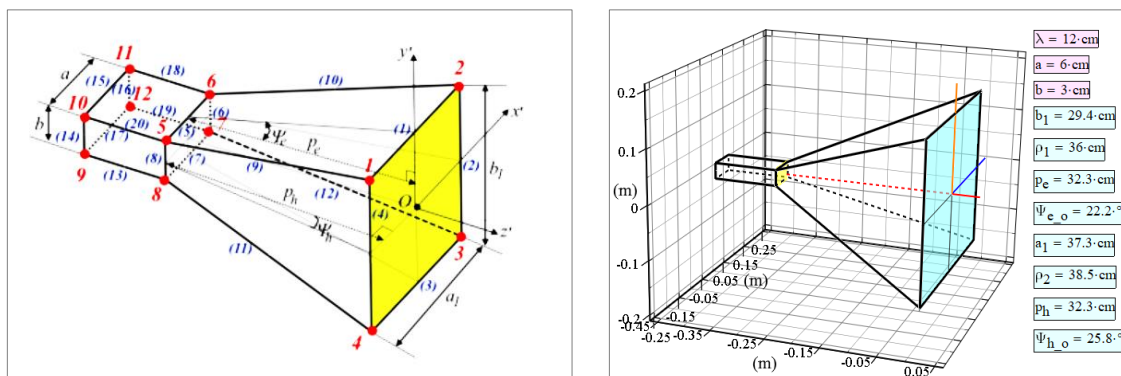 y'
11
2
(18)
6
(10)
x'
a
(15)
(16)
12
10
(19)
(6)
7
(1)
b
(20)
5
(5)
Ψe
pe
(2)
b1
(14)
(17)
(8)
(7)
(9)
1
9
(13)
8
(12)
ph
(4)
O
z'
Ψh
3
(11)
(3)
a1
4
0.2
0.1
(m)
0
-0.1
-0.2
0.25
0.15
0.05
(m)
-0.05
-0.15
-0.25
-0.45
-0.35
-0.25
-0.15
-0.05
0.05
(m)
λ = 12·cm
a = 6·cm
b = 3·cm
b1 = 29.4·cm
ρ1 = 36·cm
pe = 32.3·cm
Ψe_o = 22.2·°
a1 = 37.3·cm
ρ2 = 38.5·cm
ph = 32.3·cm
Ψh_o = 25.8·°